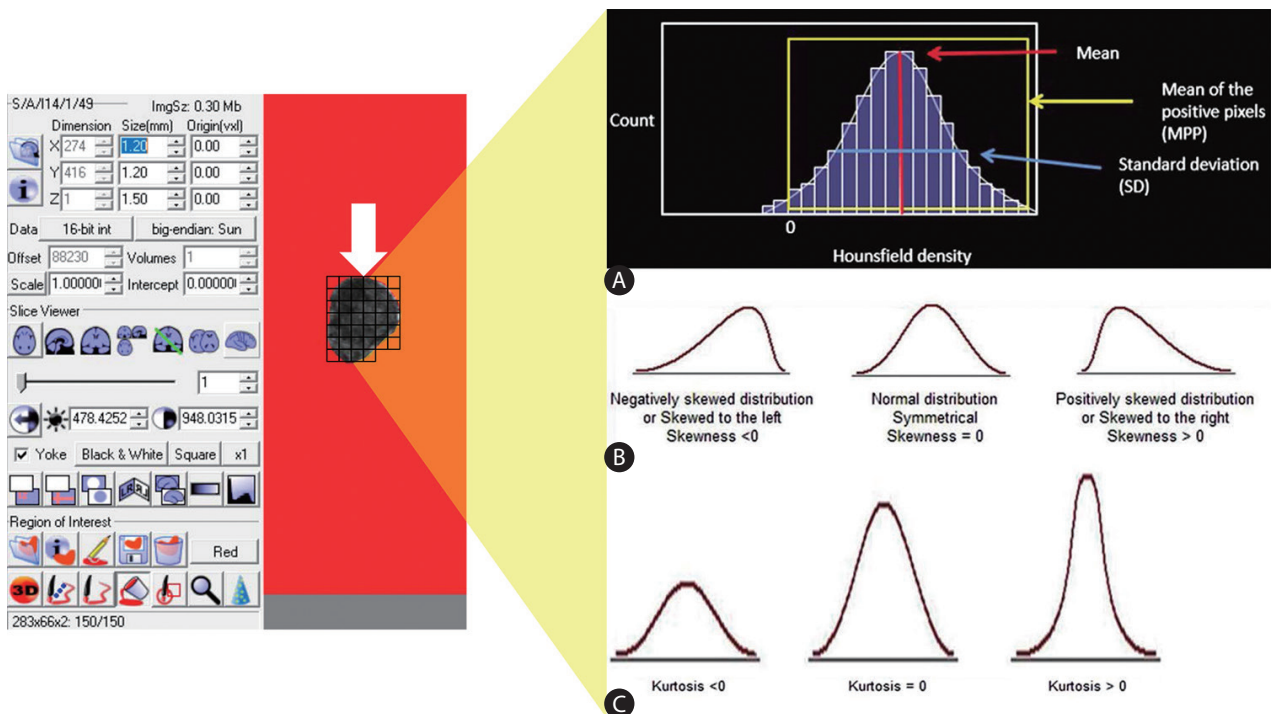 S/A/I14/1/49 ImgSz: 0.30 Mb
Dimension Size(mm) Origin(vxl)
X 274 1.20 0.00
Y 416 1.20 0.00
Z 1 1.50 0.00
Data 16-bit int big-endian: Sun
Offset 88230 Volumes 1
Scale 1.00000 Intercept 0.00000
Slice Viewer
1
478.4252 948.0315
Yoke Black & White Square x1
Region of Interest
Red
3D
283x66x2: 150/150
Count
Mean
Mean of the
positive pixels
(MPP)
Standard deviation
(SD)
0
Hounsfield density
A
Negatively skewed distribution
or Skewed to the left
Skewness <0
Normal distribution
Symmetrical
Skewness = 0
Positively skewed distribution
or Skewed to the right
Skewness > 0
B
Kurtosis <0
Kurtosis = 0
Kurtosis > 0
C